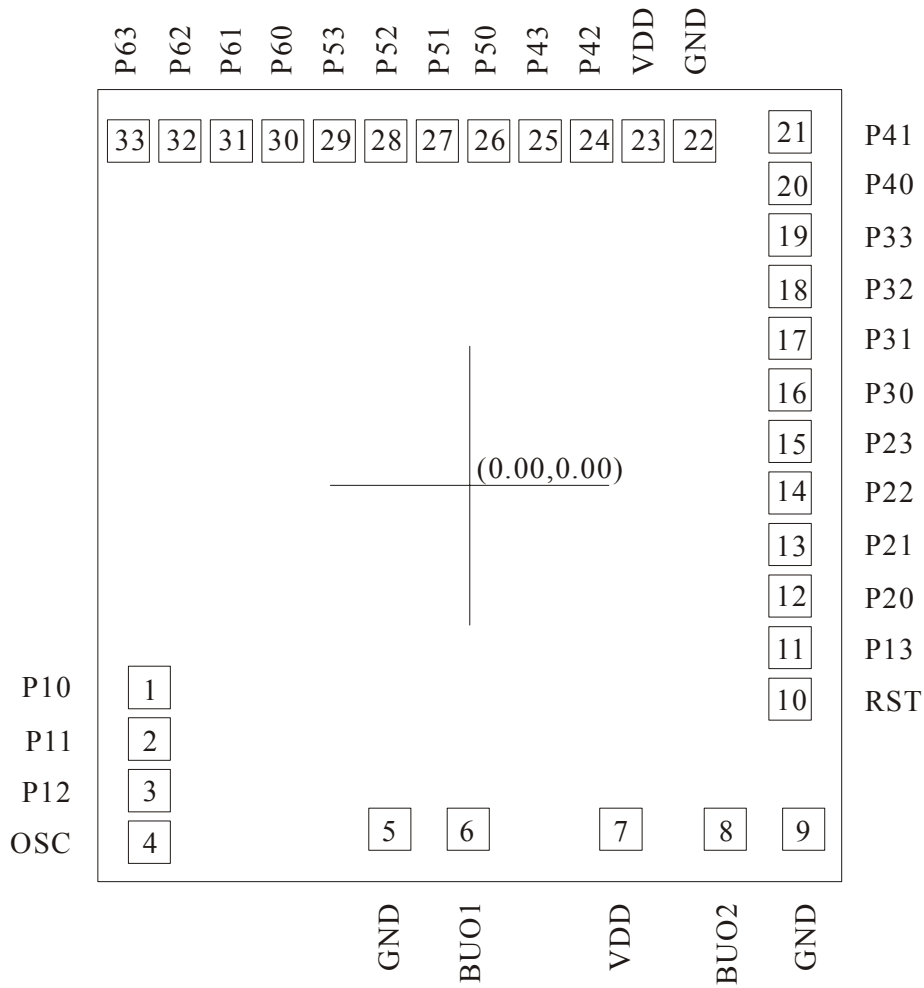 P63 P62 P61 P60 P53 P52 P51 P50 P43 P42 VDD GND
33 32 31 30 29 28 27 26 25 24 23 22
21 P41
20 P40
19 P33
18 P32
17 P31
16 P30
15 P23
(0.00,0.00)
14 P22
13 P21
12 P20
11 P13
P10 1
10 RST
P11 2
P12 3
OSC 4
5 6 7 8 9
GND BUO1 VDD BUO2 GND